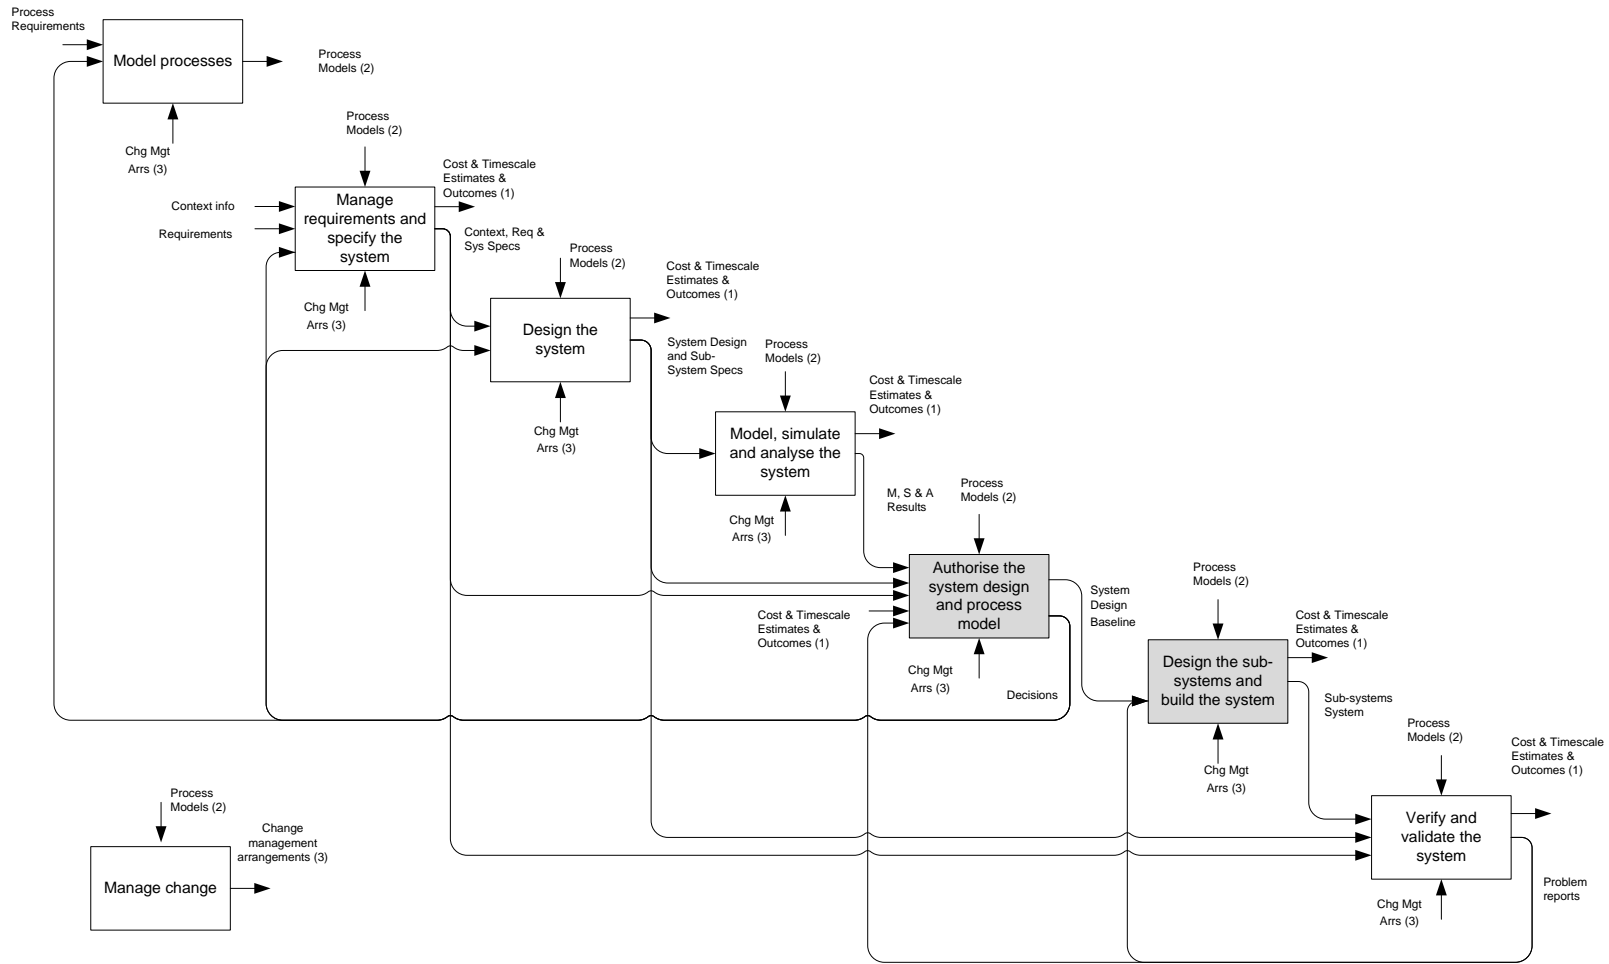 Process
Requirements
Model processes
Process
Models (2)
Chg Mgt
Arrs (3)
Process
Models (2)
Cost & Timescale
Estimates &
Outcomes (1)
Context info
Requirements
Manage
requirements and
specify the
system
Context, Req &
Sys Specs
Chg Mgt
Arrs (3)
Process
Models (2)
Cost & Timescale
Estimates &
Outcomes (1)
Design the
system
System Design
and Sub-
System Specs
Chg Mgt
Arrs (3)
Process
Models (2)
Cost & Timescale
Estimates &
Outcomes (1)
Model, simulate
and analyse the
system
M, S & A
Results
Chg Mgt
Arrs (3)
Process
Models (2)
Authorise the
system design
and process
model
Cost & Timescale
Estimates &
Outcomes (1)
System
Design
Baseline
Chg Mgt
Arrs (3)
Decisions
Process
Models (2)
Cost & Timescale
Estimates &
Outcomes (1)
Design the sub-
systems and
build the system
Sub-systems
System
Chg Mgt
Arrs (3)
Process
Models (2)
Cost & Timescale
Estimates &
Outcomes (1)
Verify and
validate the
system
Chg Mgt
Arrs (3)
Problem
reports
Process
Models (2)
Change
management
arrangements (3)
Manage change